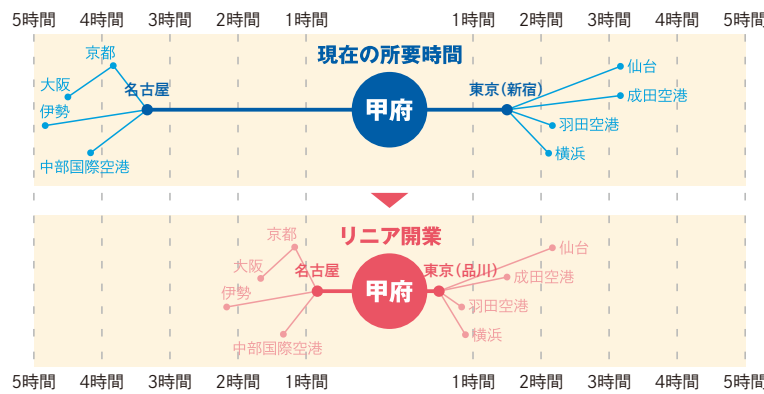 5時間 4時間 3時間 2時間 1時間 1時間 2時間 3時間 4時間 5時間
現在の所要時間
京都
大阪
伊勢
名古屋
中部国際空港
甲府
東京(新宿)
仙台
成田空港
羽田空港
横浜
リニア開業
京都
大阪
伊勢
名古屋
中部国際空港
甲府
東京(品川)
仙台
成田空港
羽田空港
横浜
5時間 4時間 3時間 2時間 1時間 1時間 2時間 3時間 4時間 5時間